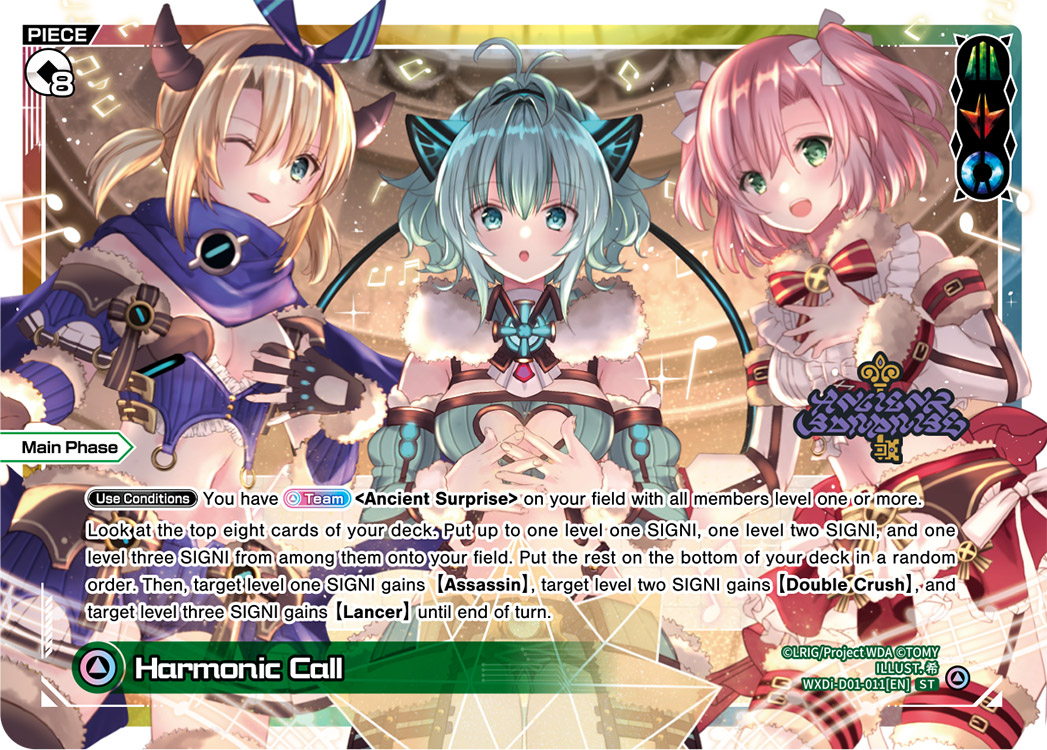 PIECE
8
Main Phase
Use Conditions You have Team <Ancient Surprise> on your field with all members level one or more.
Look at the top eight cards of your deck. Put up to one level one SIGNI, one level two SIGNI, and one
level three SIGNI from among them onto your field. Put the rest on the bottom of your deck in a random
order. Then, target level one SIGNI gains【Assassin】, target level two SIGNI gains【Double Crush】, and
target level three SIGNI gains【Lancer】until end of turn.
Harmonic Call
©LRIG/Project WDA ©TOMY
ILLUST. 希
WXDi-D01-011[EN] ST